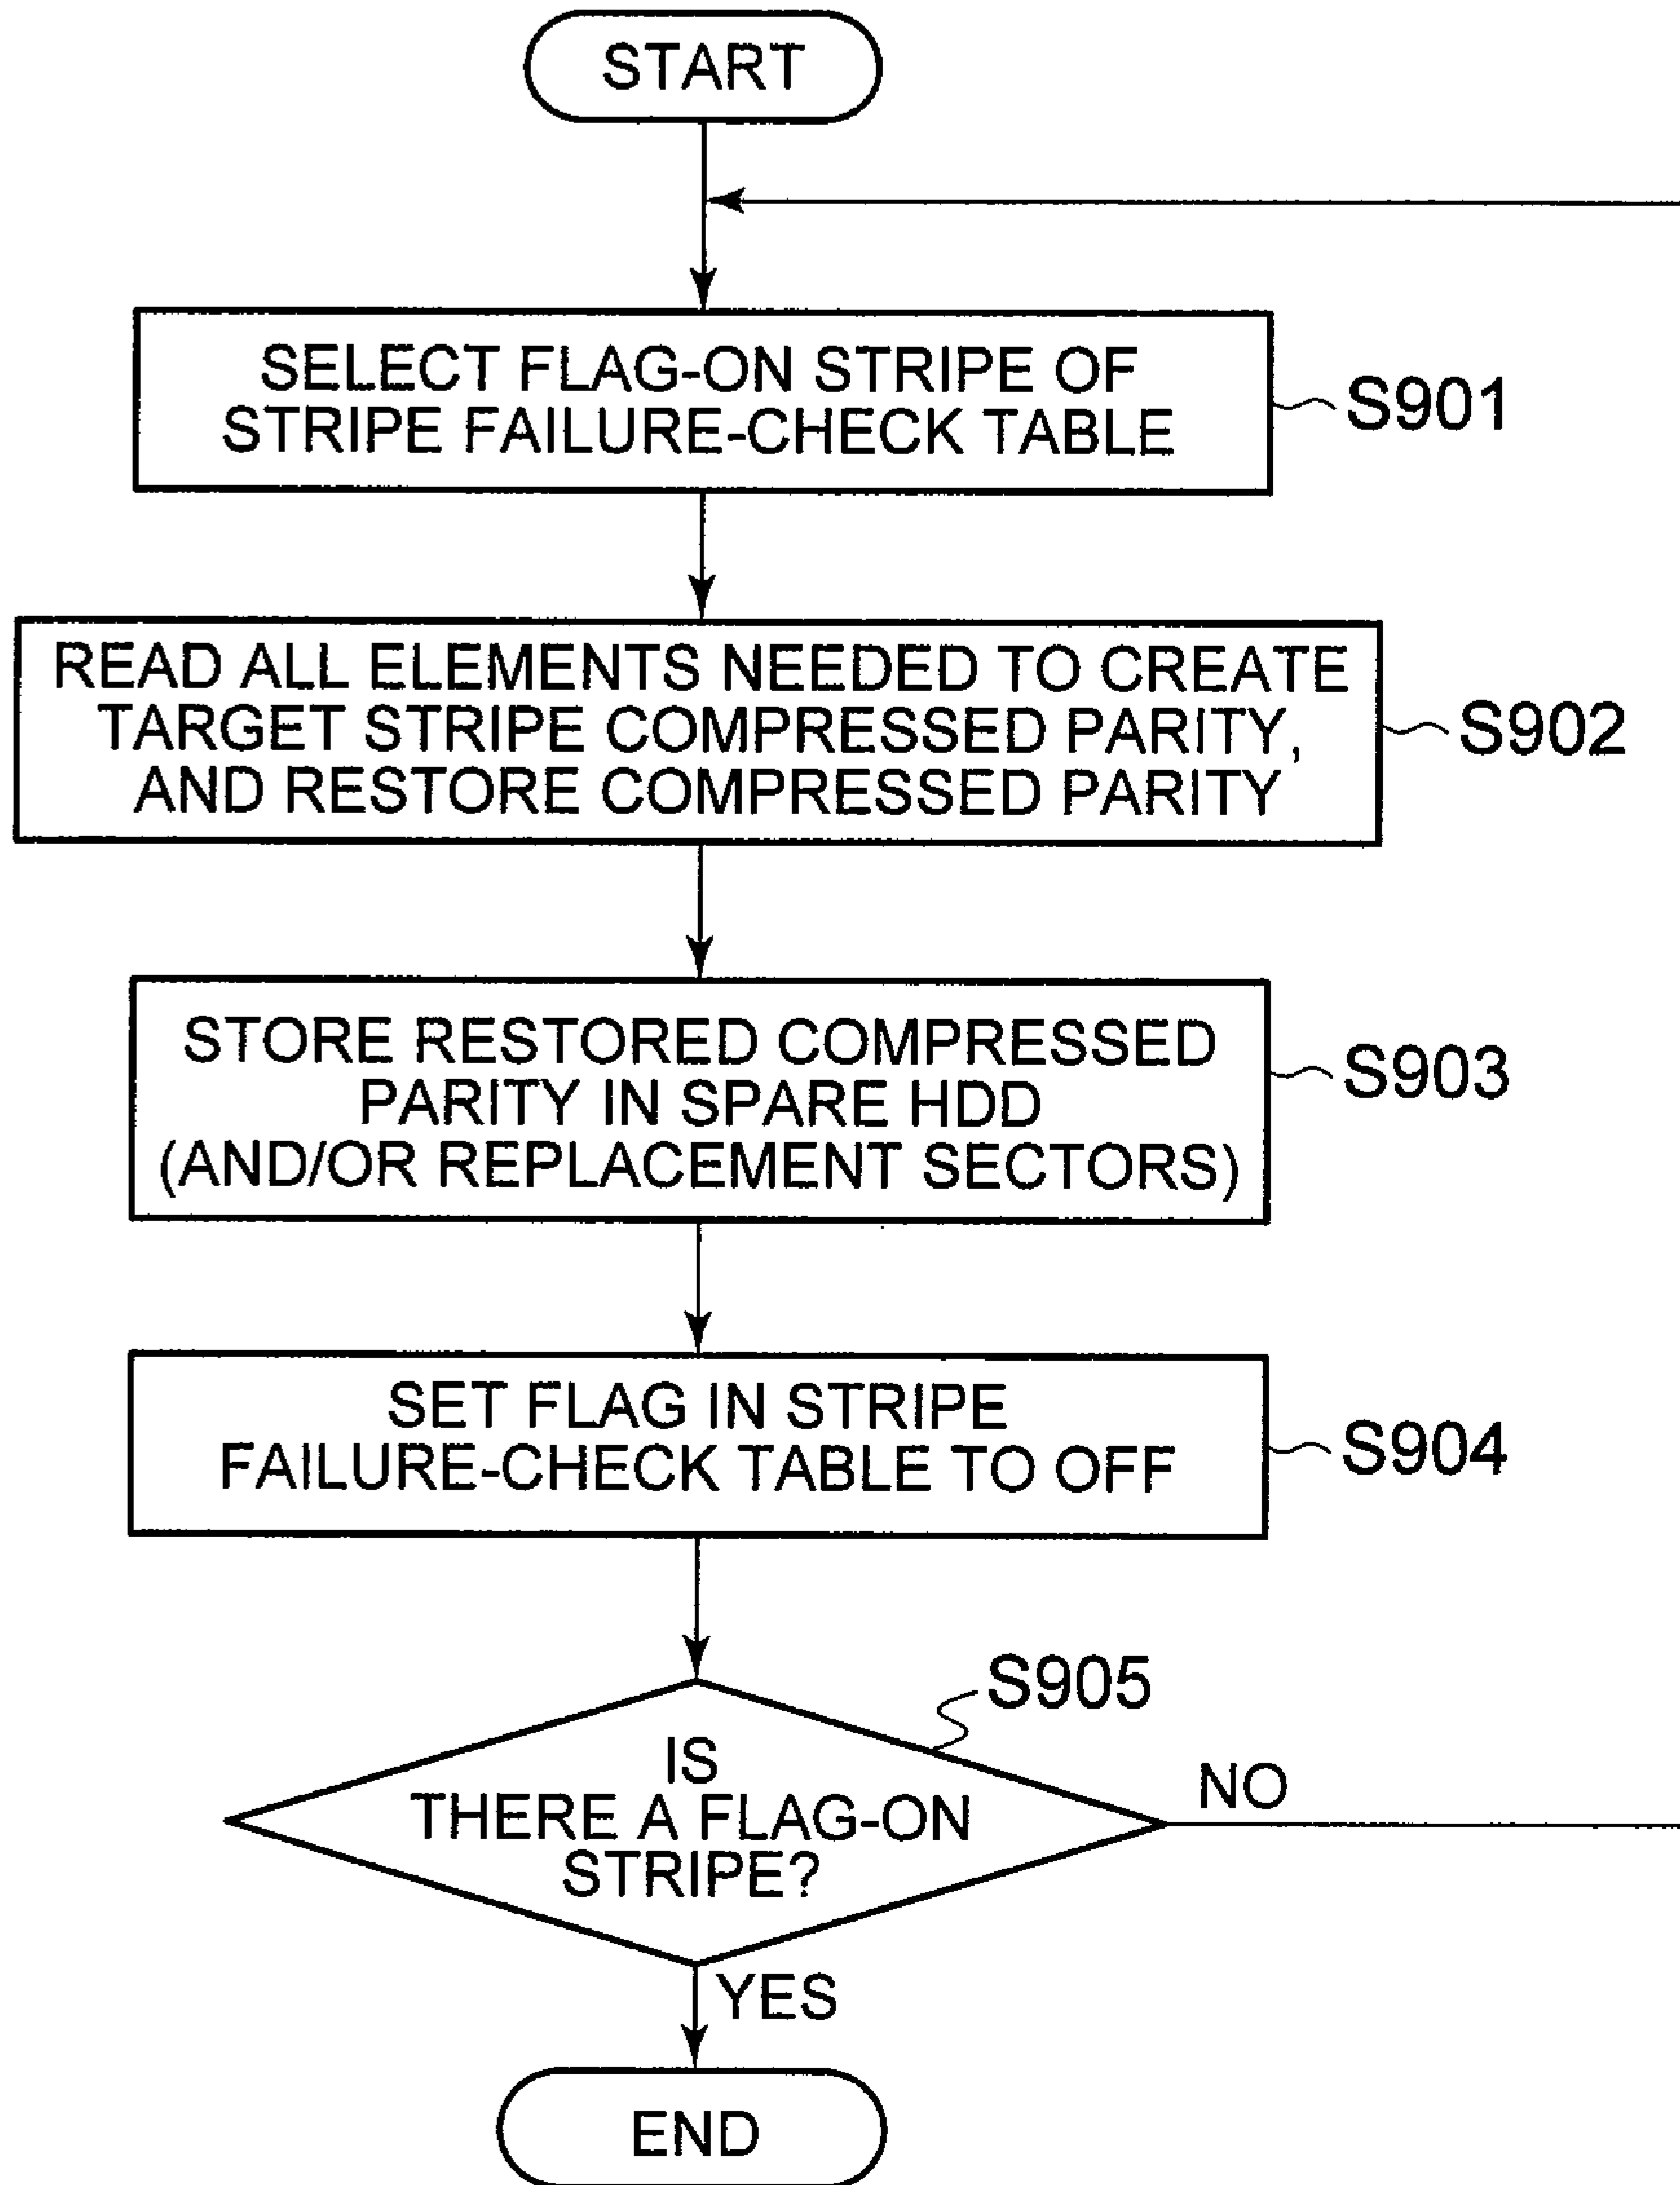 START
SELECT FLAG-ON STRIPE OF
STRIPE FAILURE-CHECK TABLE
S901
READ ALL ELEMENTS NEEDED TO CREATE
TARGET STRIPE COMPRESSED PARITY,
AND RESTORE COMPRESSED PARITY
S902
STORE RESTORED COMPRESSED
PARITY IN SPARE HDD
(AND/OR REPLACEMENT SECTORS)
S903
SET FLAG IN STRIPE
FAILURE-CHECK TABLE TO OFF
S904
S905
IS
THERE A FLAG-ON
STRIPE?
NO
YES
END